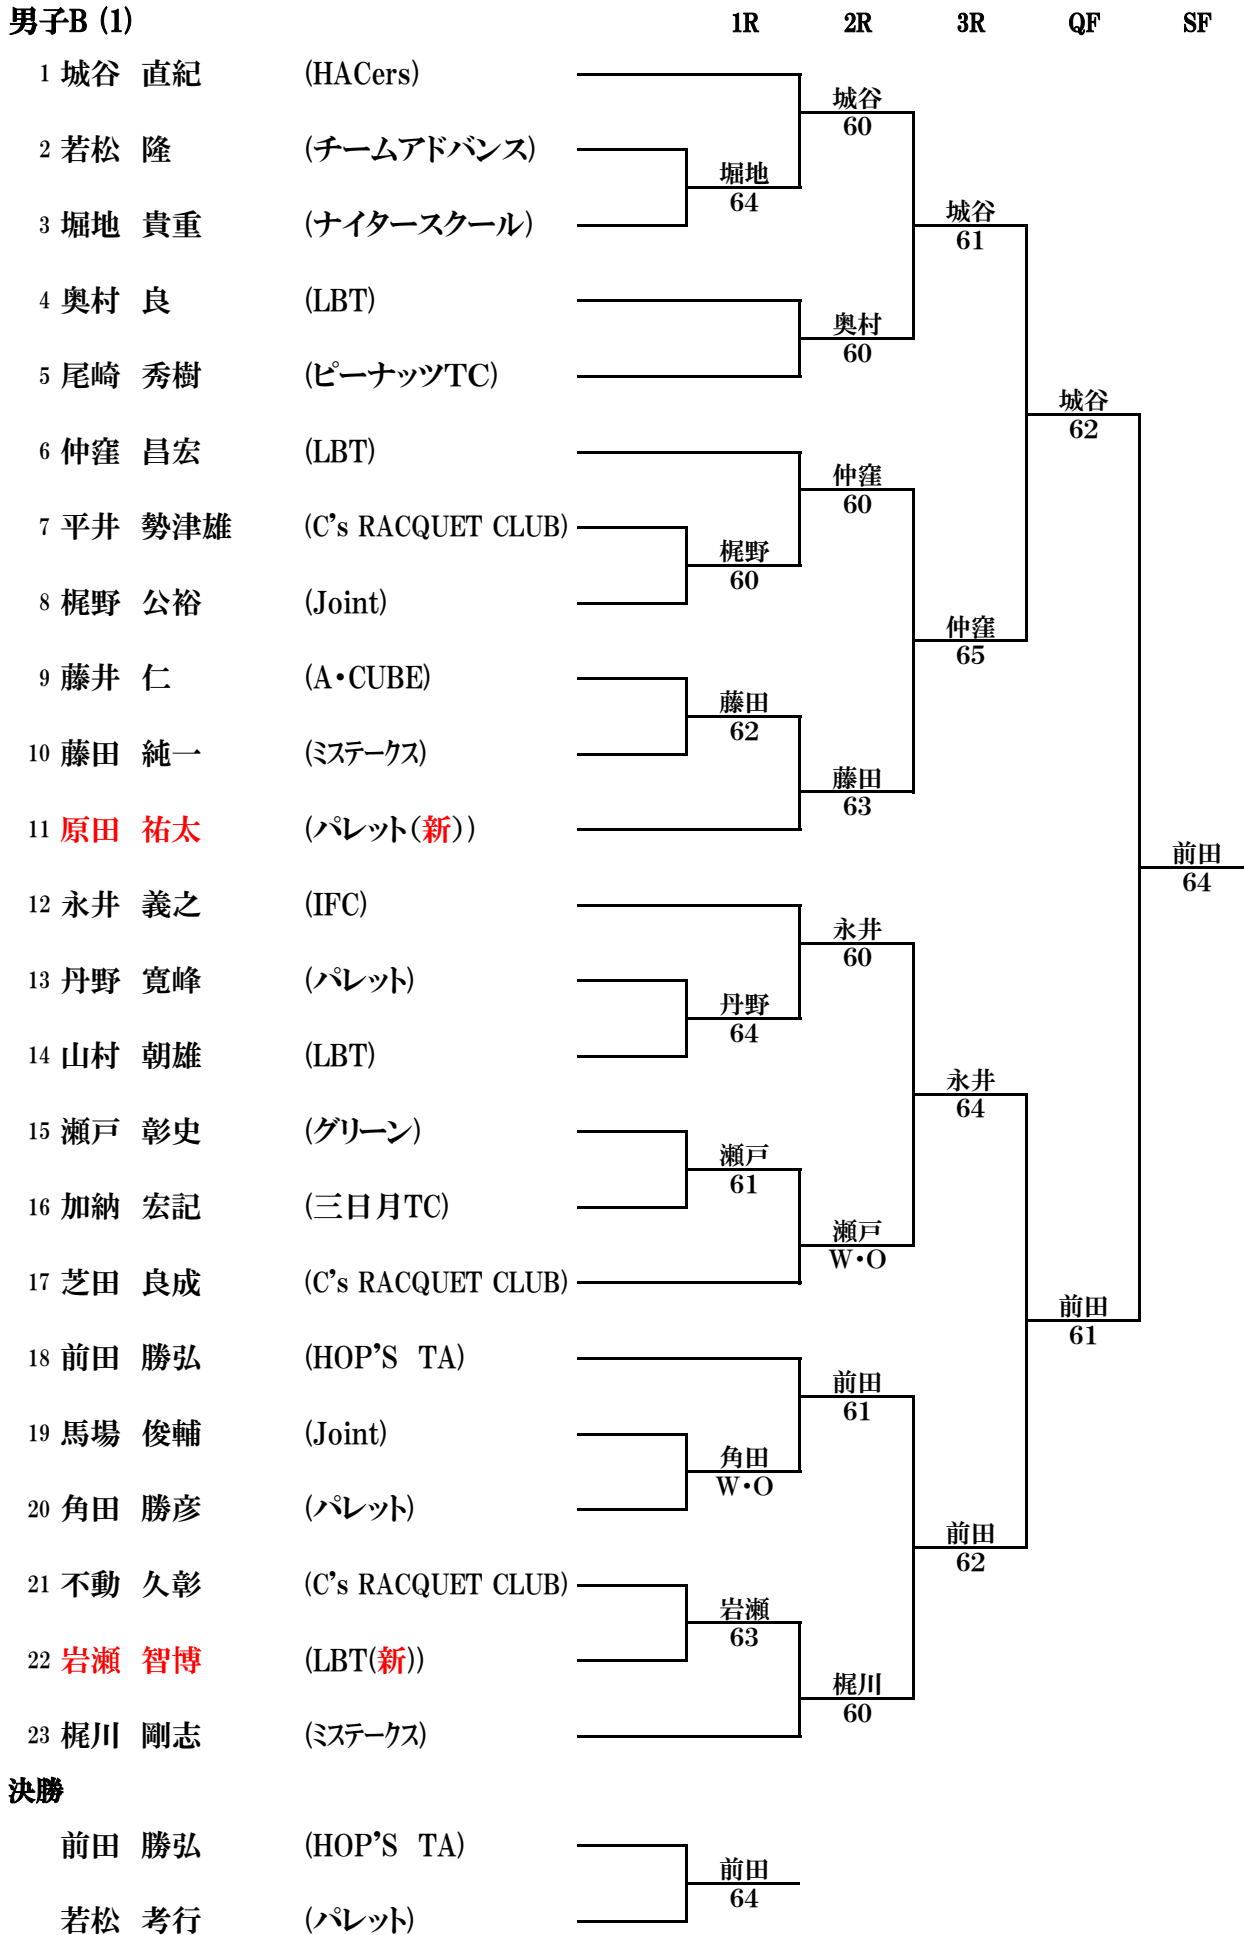 男子B (1) 1R 2R 3R QF SF
1 城谷 直紀 (HACers)
城谷
60
2 若松 隆 (チームアドバンス)
堀地
64
3 堀地 貴重 (ナイタースクール)
城谷
61
4 奥村 良 (LBT)
奥村
60
5 尾崎 秀樹 (ピーナッツTC)
城谷
62
6 仲窪 昌宏 (LBT)
仲窪
60
7 平井 勢津雄 (C's RACQUET CLUB)
梶野
60
8 梶野 公裕 (Joint)
仲窪
65
9 藤井 仁 (A・CUBE)
藤田
62
10 藤田 純一 (ミステークス)
藤田
63
11 原田 祐太 (パレット(新))
前田
64
12 永井 義之 (IFC)
永井
60
13 丹野 寛峰 (パレット)
丹野
64
14 山村 朝雄 (LBT)
永井
64
15 瀬戸 彰史 (グリーン)
瀬戸
61
16 加納 宏記 (三日月TC)
瀬戸
W・O
17 芝田 良成 (C's RACQUET CLUB)
前田
61
18 前田 勝弘 (HOP'S TA)
前田
61
19 馬場 俊輔 (Joint)
角田
W・O
20 角田 勝彦 (パレット)
前田
62
21 不動 久彰 (C's RACQUET CLUB)
岩瀬
63
22 岩瀬 智博 (LBT(新))
梶川
60
23 梶川 剛志 (ミステークス)
決勝
前田 勝弘 (HOP'S TA)
前田
64
若松 考行 (パレット)